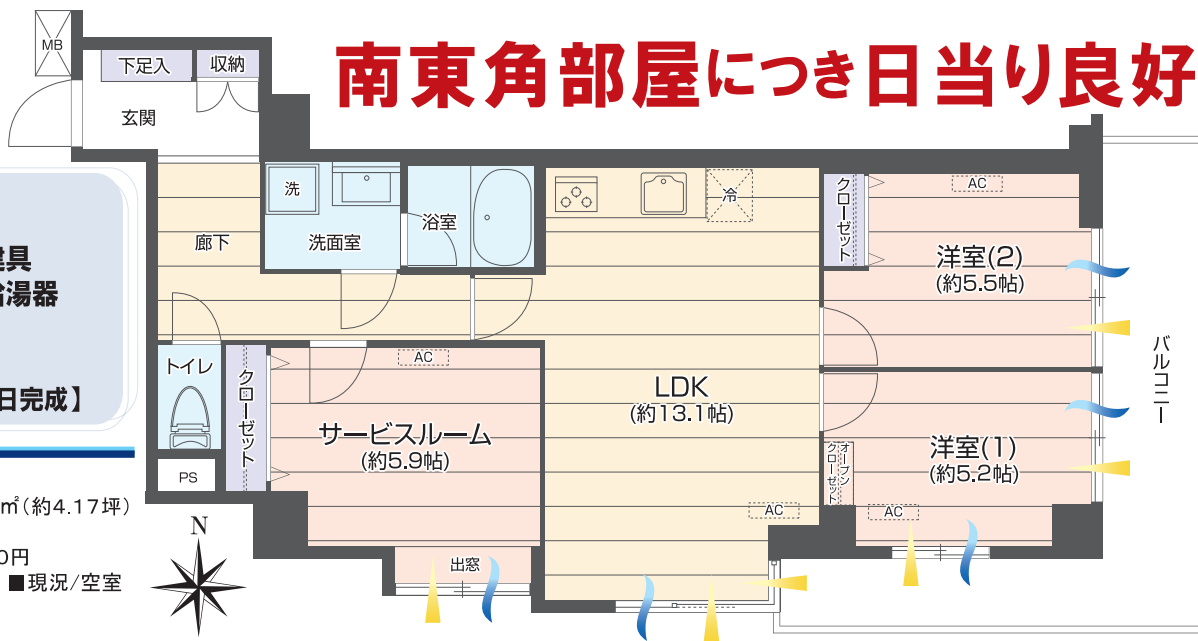 南東角部屋につき日当り良好
MB
下足入
収納
玄関
洗
洗面室
浴室
冷
クローゼット
AC
洋室(2)
(約5.5帖)
廊下
建具
給湯器
日完成】
トイレ
クローゼット
AC
サービスルーム
(約5.9帖)
LDK
(約13.1帖)
バルコニー
洋室(1)
(約5.2帖)
オープン
クローゼット
AC
AC
PS
出窓
㎡(約4.17坪)
0円
■現況/空室
N